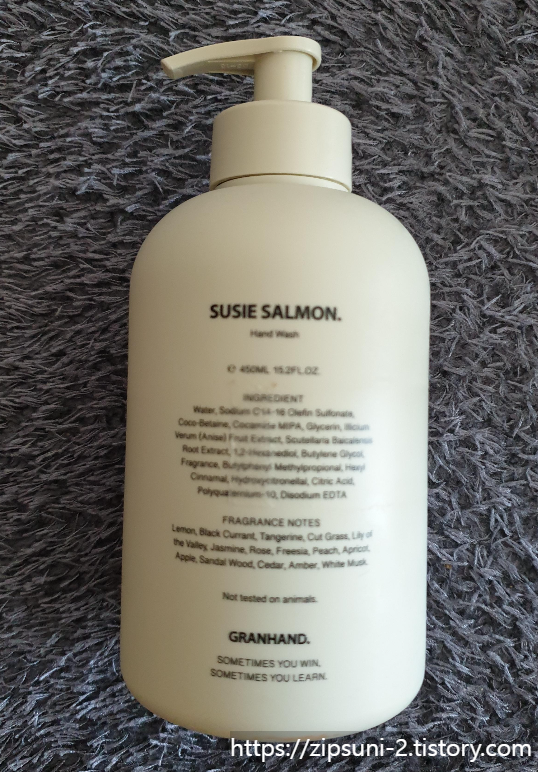 SUSIE SALMON.
Hand Wash
℮ 450ML 15.2FL.OZ.
INGREDIENT
Water, Sodium C14-16 Olefin Sulfonate,
Coco-Betaine, Cocamide MIPA, Glycerin, Illicium
Verum (Anise) Fruit Extract, Scutellaria Baicalensis
Root Extract, 1,2-Hexanediol, Butylene Glycol,
Fragrance, Butylphenyl Methylpropional, Hexyl
Cinnamal, Hydroxycitronellal, Citric Acid,
Polyquaternium-10, Disodium EDTA
FRAGRANCE NOTES
Lemon, Black Currant, Tangerine, Cut Grass, Lily of
the Valley, Jasmine, Rose, Freesia, Peach, Apricot,
Apple, Sandal Wood, Cedar, Amber, White Musk.
Not tested on animals.
GRANHAND.
SOMETIMES YOU WIN,
SOMETIMES YOU LEARN.
https://zipsuni-2.tistory.com